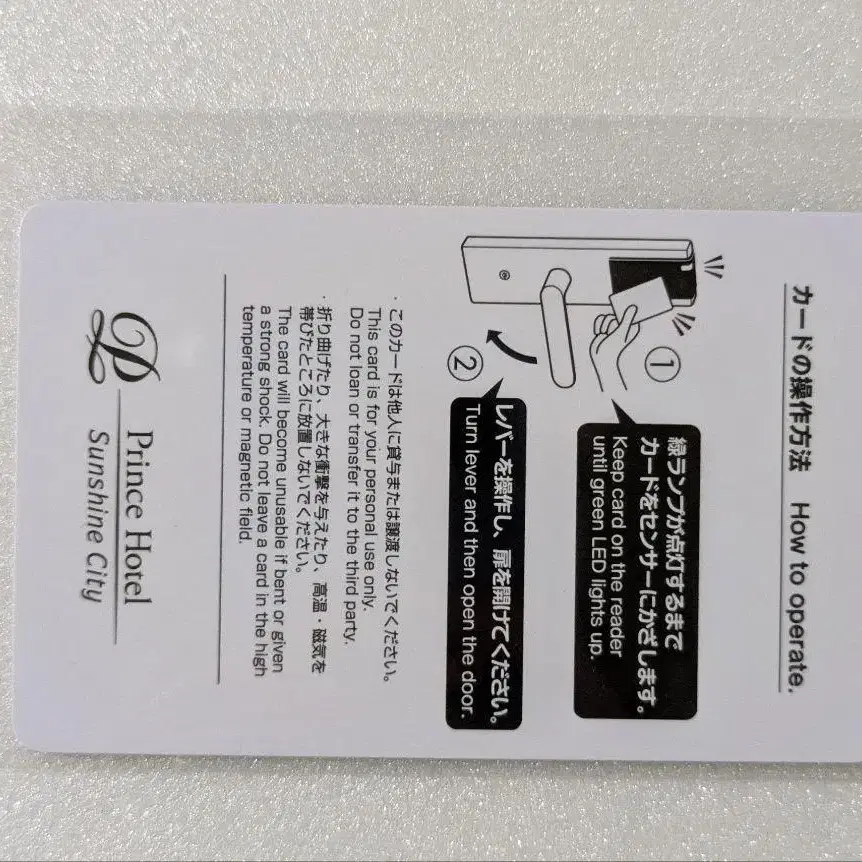 カードの操作方法 How to operate.
①
緑ランプが点灯するまで
カードをセンサーにかざします。
Keep card on the reader
until green LED lights up.
②
レバーを操作し、扉を開けてください。
Turn lever and then open the door.
・このカードは他人に貸与または譲渡しないでください。
This card is for your personal use only.
Do not loan or transfer it to the third party.
・折り曲げたり、大きな衝撃を与えたり、高温・磁気を
帯びたところに放置しないでください。
The card will become unusable if bent or given
a strong shock. Do not leave a card in the high
temperature or magnetic field.
Prince Hotel
Sunshine City